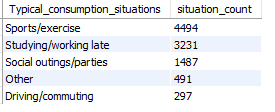 Typical_consumption_situations situation_count
Sports/exercise 4494
Studying/working late 3231
Social outings/parties 1487
Other 491
Driving/commuting 297